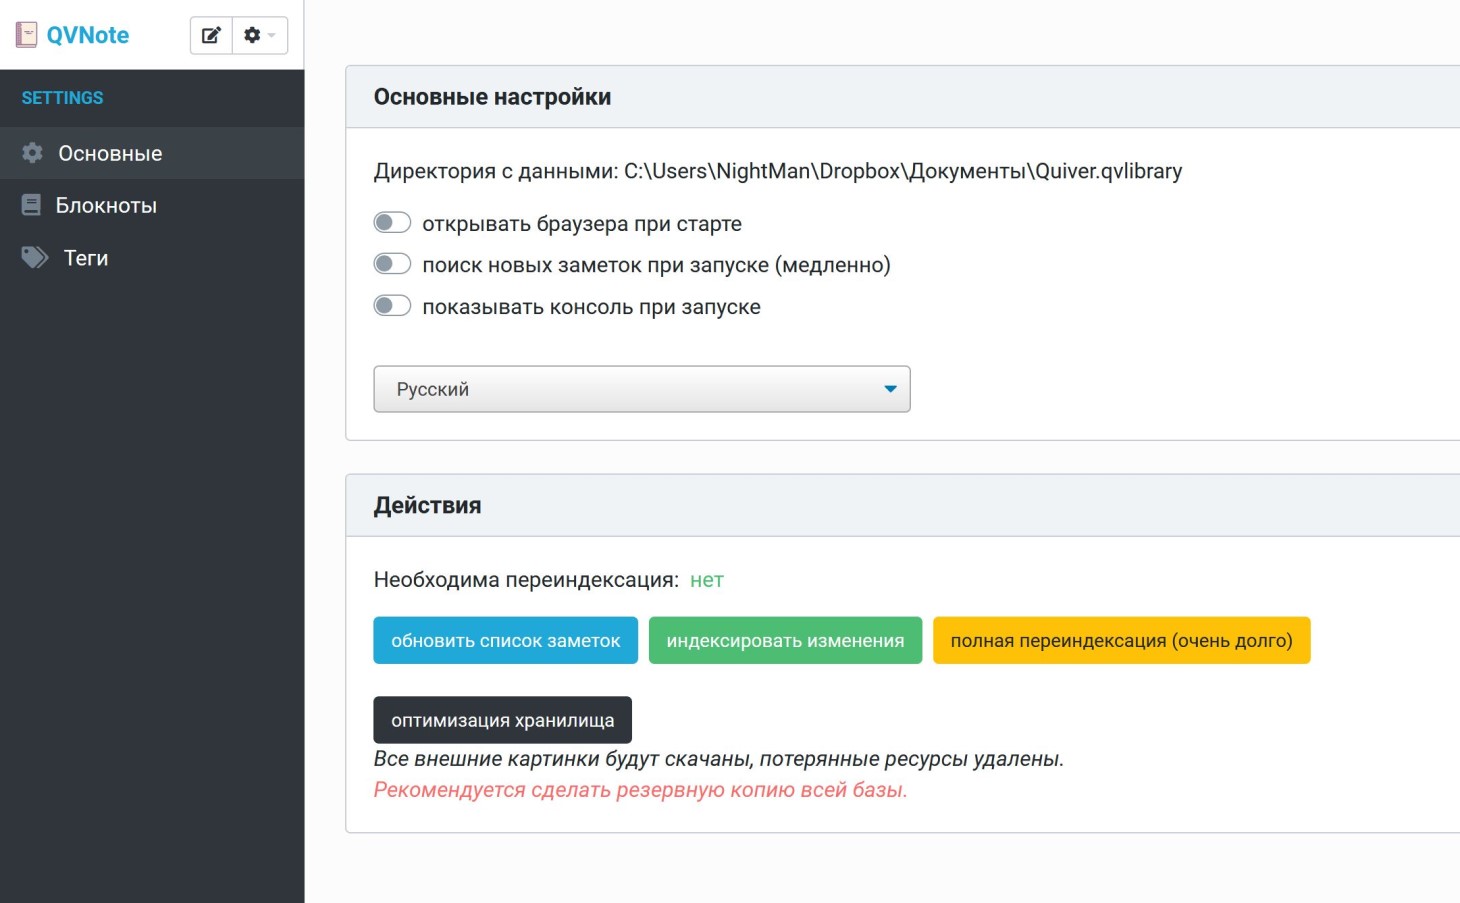 QVNote
SETTINGS
Основные
Блокноты
Теги
Основные настройки
Директория с данными: C:\Users\NightMan\Dropbox\Документы\Quiver.qvlibrary
открывать браузера при старте
поиск новых заметок при запуске (медленно)
показывать консоль при запуске
Русский
Действия
Необходима переиндексация: нет
обновить список заметок
индексировать изменения
полная переиндексация (очень долго)
оптимизация хранилища
Все внешние картинки будут скачаны, потерянные ресурсы удалены.
Рекомендуется сделать резервную копию всей базы.